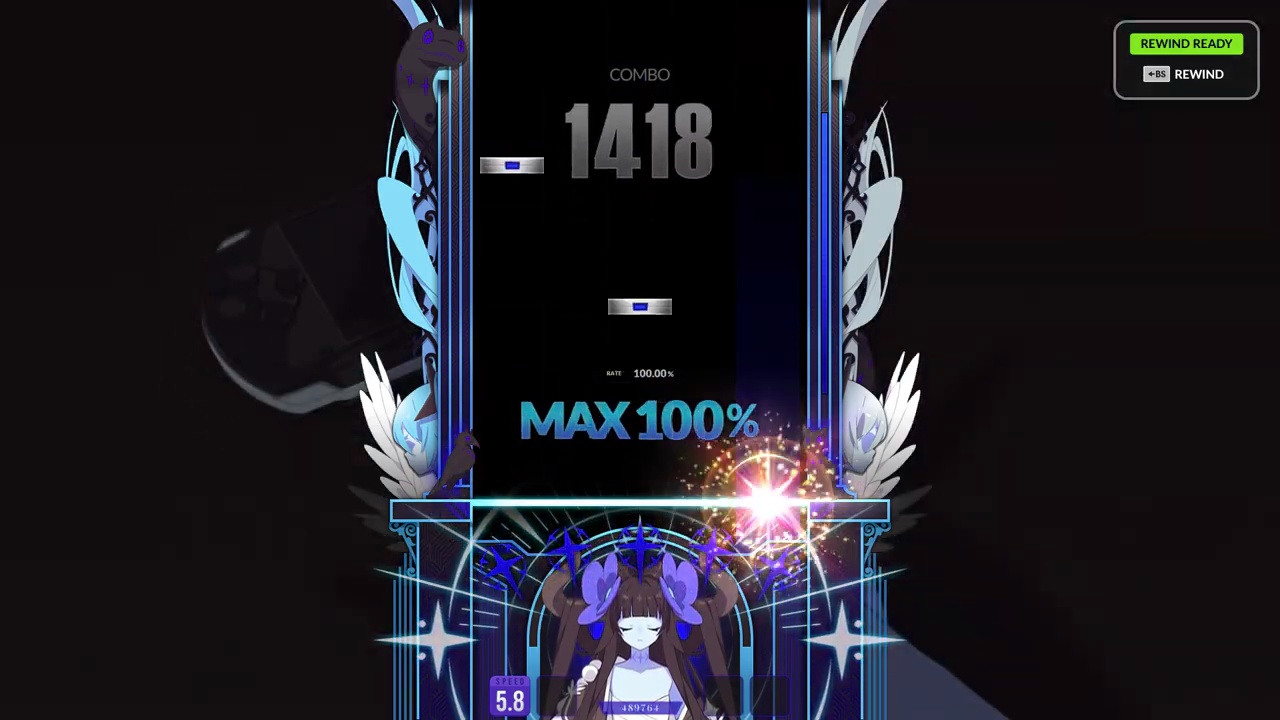 REWIND READY
←BS REWIND
COMBO
1418
RATE 100.00%
MAX 100%
SPEED
5.8
489764